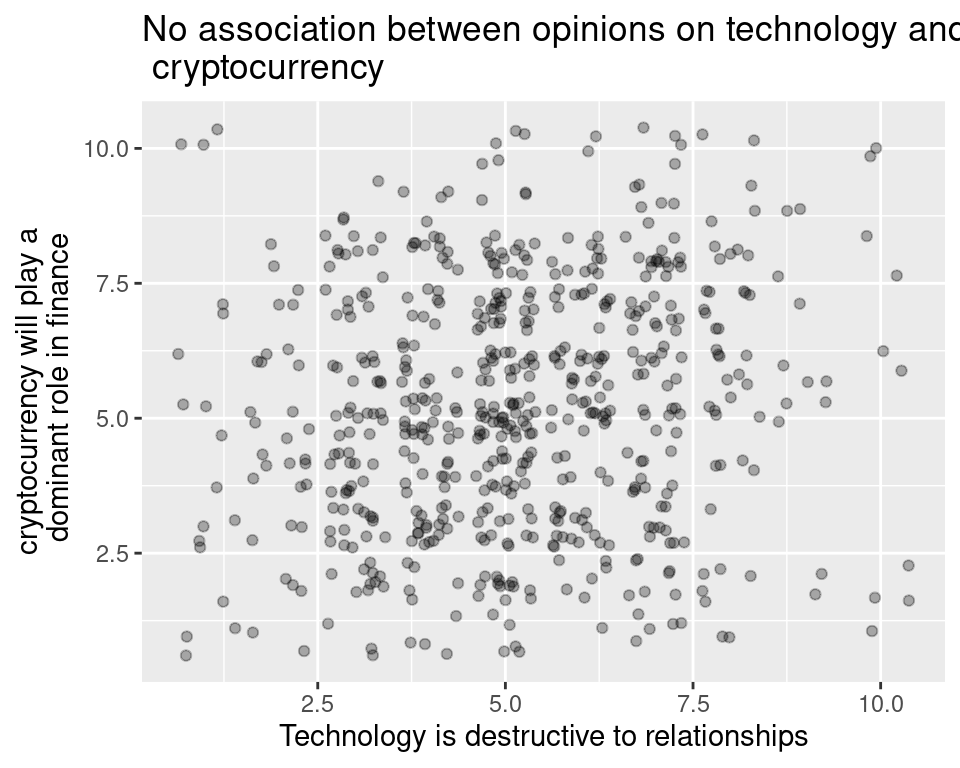 No association between opinions on technology and
cryptocurrency
cryptocurrency will play a
dominant role in finance
10.0
7.5
5.0
2.5
2.5 5.0 7.5 10.0
Technology is destructive to relationships